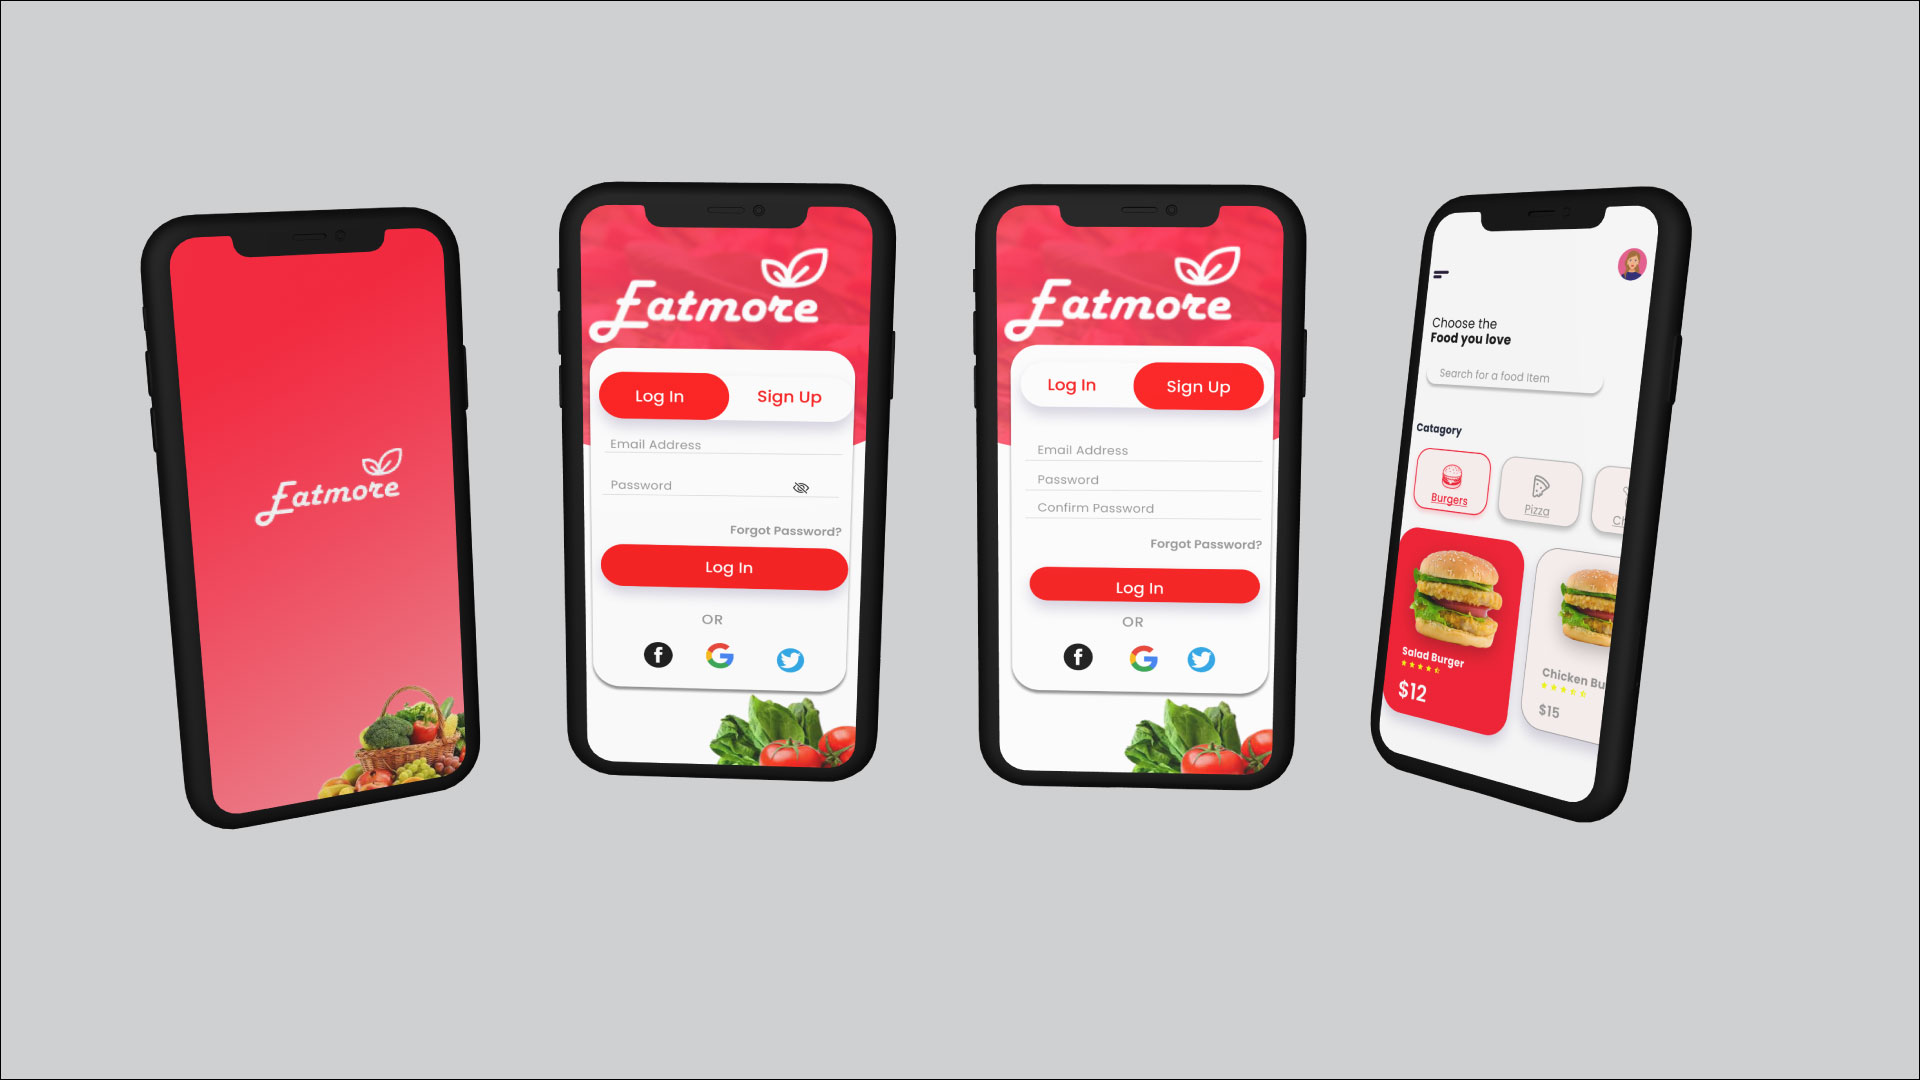 Eatmore
Eatmore
Log In Sign Up
Email Address
Password
Forgot Password?
Log In
OR
f G
Eatmore
Log In Sign Up
Email Address
Password
Confirm Password
Forgot Password?
Log In
OR
f G
Choose the
Food you love
Search for a food Item
Catagory
Burgers Pizza Ch
Salad Burger
$12
Chicken Bu
$15